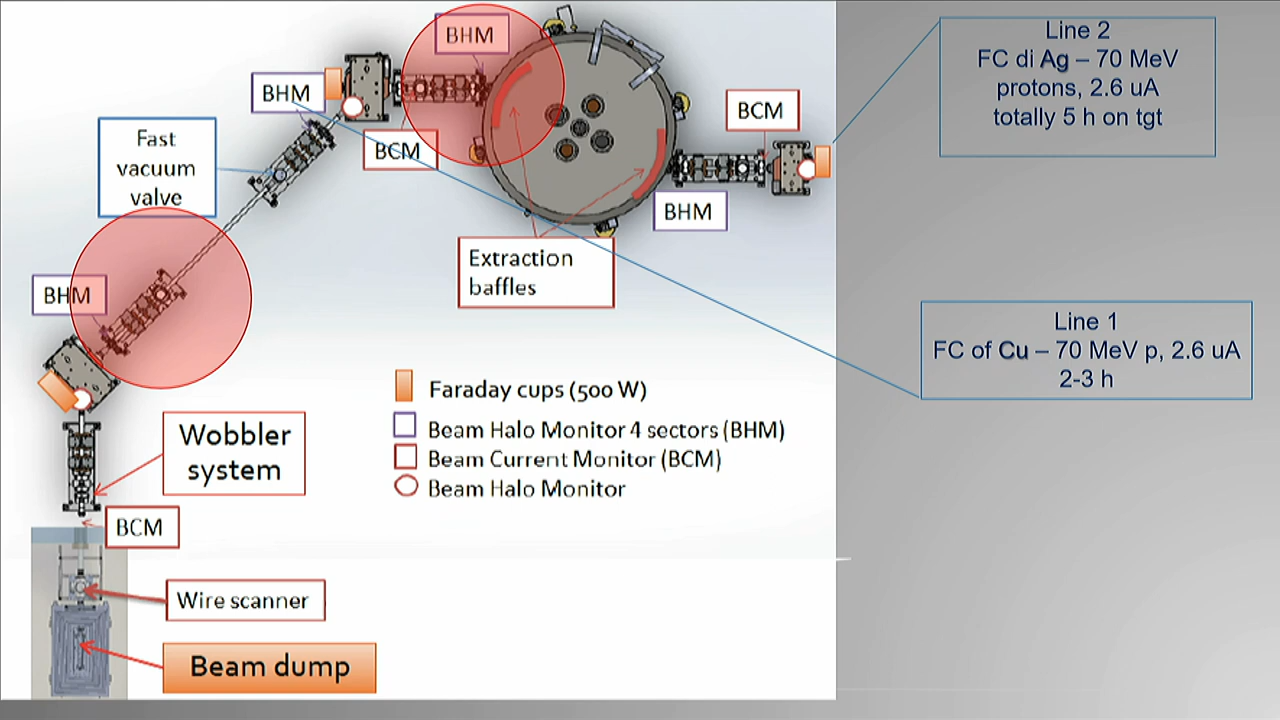 BHM
BHM
BCM
BCM
Fast
vacuum
valve
BHM
Extraction
baffles
BHM
Faraday cups (500 W)
Beam Halo Monitor 4 sectors (BHM)
Beam Current Monitor (BCM)
Beam Halo Monitor
Wobbler
system
BCM
Wire scanner
Beam dump
Line 2
FC di Ag – 70 MeV
protons, 2.6 uA
totally 5 h on tgt
Line 1
FC of Cu – 70 MeV p, 2.6 uA
2-3 h